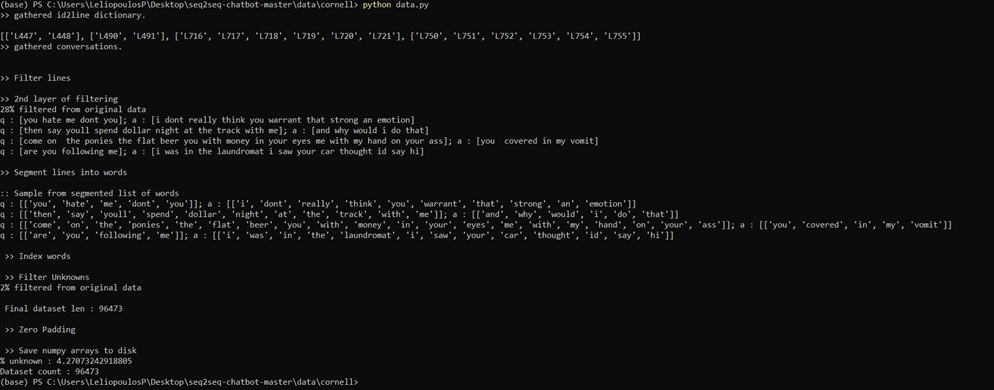 (base) PS C:\Users\LeliopoulosP\Desktop\seq2seq-chatbot-master\data\cornell> python data.py
>> gathered id2line dictionary.
[['L447', 'L448'], ['L490', 'L491'], ['L716', 'L717', 'L718', 'L719', 'L720', 'L721'], ['L750', 'L751', 'L752', 'L753', 'L754', 'L755']]
>> gathered conversations.
>> Filter lines
>> 2nd layer of filtering
28% filtered from original data
q : [you hate me dont you]; a : [i dont really think you warrant that strong an emotion]
q : [then say youll spend dollar night at the track with me]; a : [and why would i do that]
q : [come on  the ponies the flat beer you with money in your eyes me with my hand on your ass]; a : [you  covered in my vomit]
q : [are you following me]; a : [i was in the laundromat i saw your car thought id say hi]
>> Segment lines into words
:: Sample from segmented list of words
q : [['you', 'hate', 'me', 'dont', 'you']]; a : [['i', 'dont', 'really', 'think', 'you', 'warrant', 'that', 'strong', 'an', 'emotion']]
q : [['then', 'say', 'youll', 'spend', 'dollar', 'night', 'at', 'the', 'track', 'with', 'me']]; a : [['and', 'why', 'would', 'i', 'do', 'that']]
q : [['come', 'on', 'the', 'ponies', 'the', 'flat', 'beer', 'you', 'with', 'money', 'in', 'your', 'eyes', 'me', 'with', 'my', 'hand', 'on', 'your', 'ass']]; a : [['you', 'covered', 'in', 'my', 'vomit']]
q : [['are', 'you', 'following', 'me']]; a : [['i', 'was', 'in', 'the', 'laundromat', 'i', 'saw', 'your', 'car', 'thought', 'id', 'say', 'hi']]
>> Index words
>> Filter Unknowns
2% filtered from original data
Final dataset len : 96473
>> Zero Padding
>> Save numpy arrays to disk
% unknown : 4.27073242918805
Dataset count : 96473
(base) PS C:\Users\LeliopoulosP\Desktop\seq2seq-chatbot-master\data\cornell>